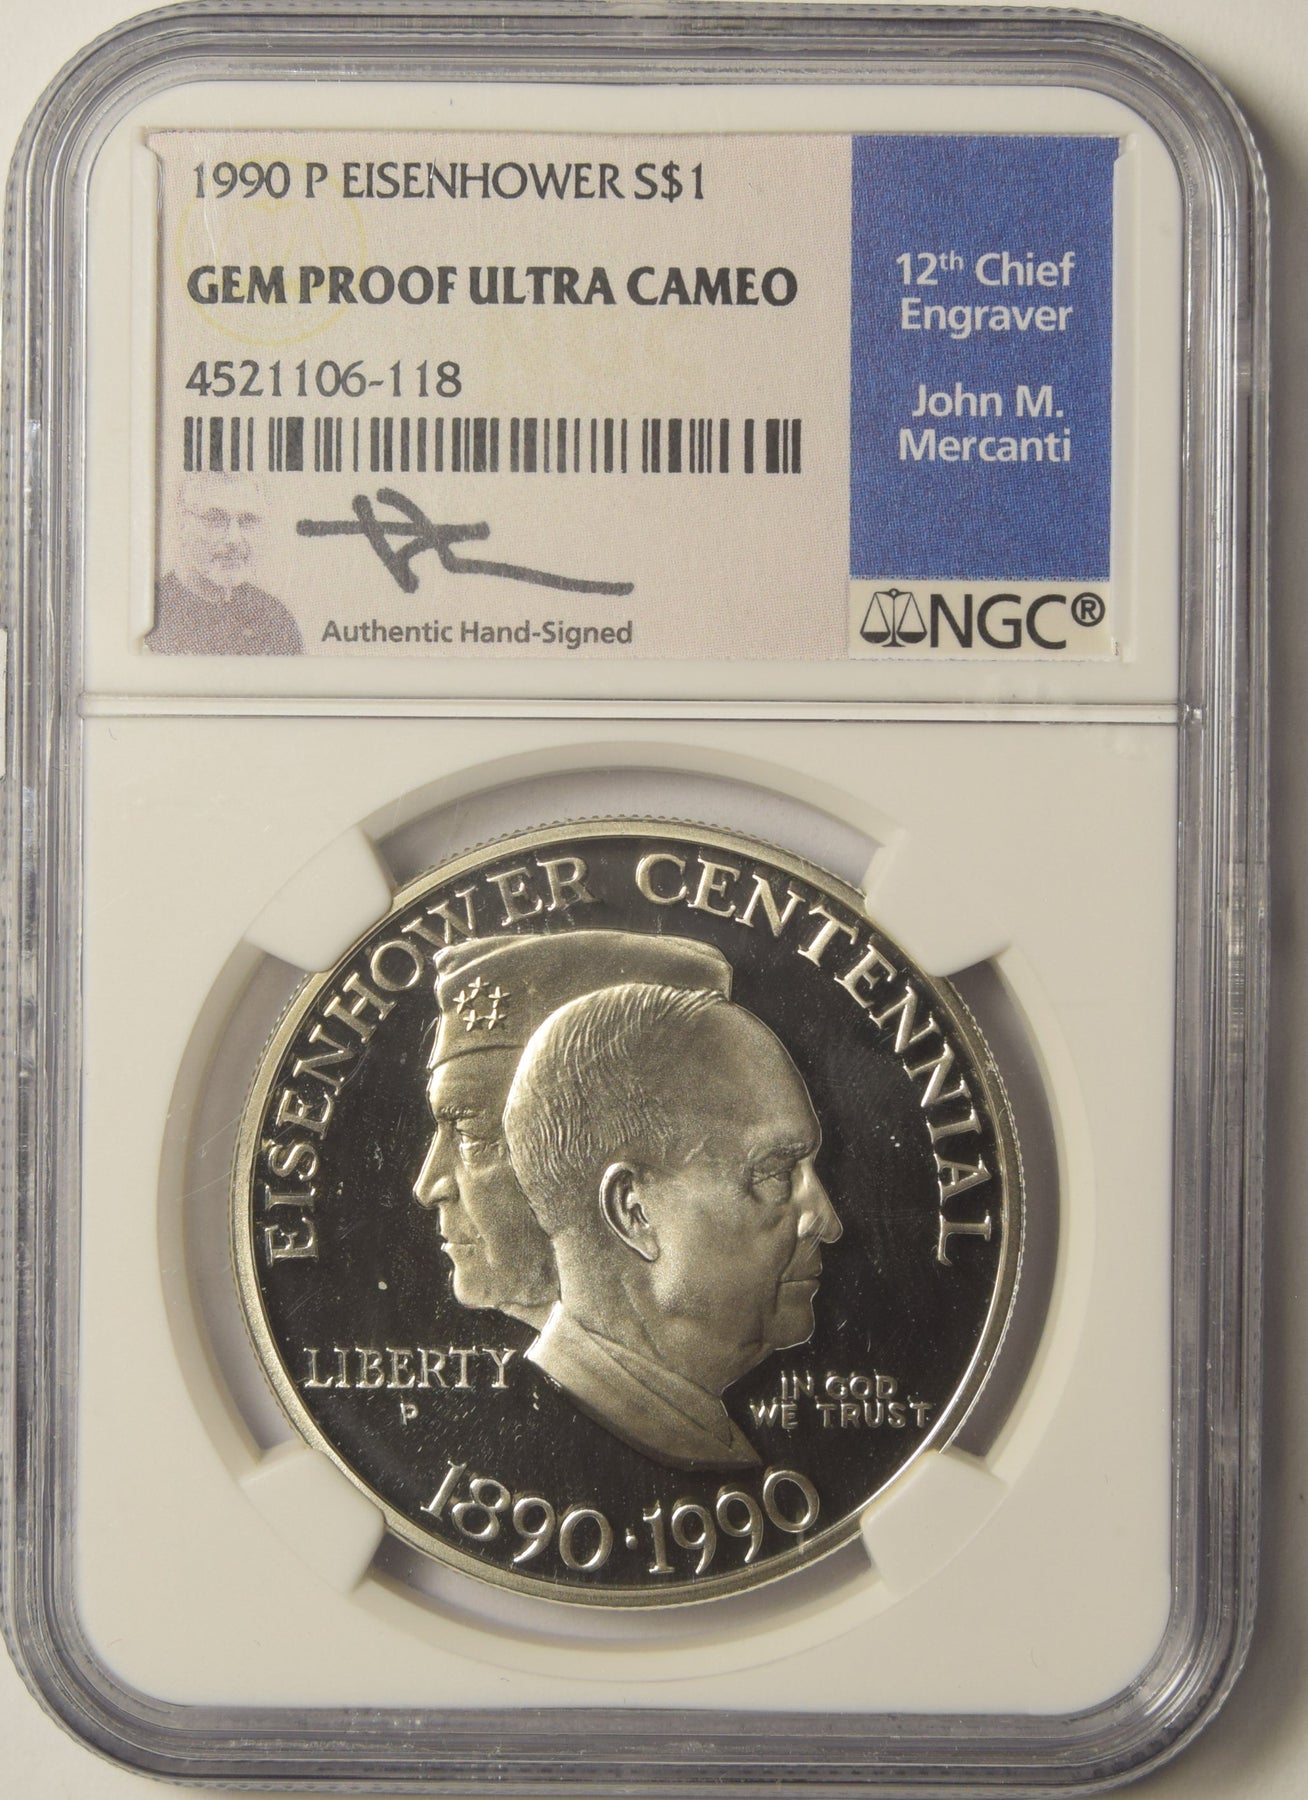 1990 P EISENHOWER S$1
GEM PROOF ULTRA CAMEO
4521106-118
Authentic Hand-Signed
12th Chief
Engraver
John M.
Mercanti
NGC®
EISENHOWER CENTENNIAL
LIBERTY
P
IN GOD
WE TRUST
1890·1990